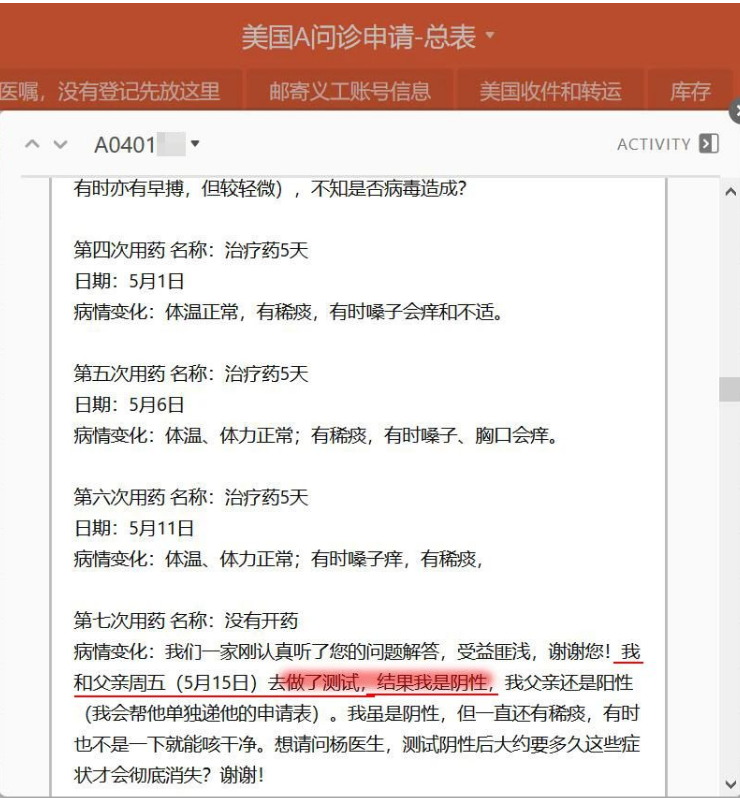 美国A问诊申请-总表
医嘱，没有登记先放这里 邮寄义工账号信息 美国收件和转运 库存
A0401 ACTIVITY
有时亦有早搏，但较轻微），不知是否病毒造成？
第四次用药 名称：治疗药5天
日期：5月1日
病情变化：体温正常，有稀痰，有时嗓子会痒和不适。
第五次用药 名称：治疗药5天
日期：5月6日
病情变化：体温、体力正常；有稀痰，有时嗓子、胸口会痒。
第六次用药 名称：治疗药5天
日期：5月11日
病情变化：体温、体力正常；有时嗓子痒，有稀痰，
第七次用药 名称：没有开药
病情变化：我们一家刚认真听了您的问题解答，受益匪浅，谢谢您！我
和父亲周五（5月15日）去做了测试，结果我是阴性，我父亲还是阳性
（我会帮他单独递他的申请表）。我虽是阴性，但一直还有稀痰，有时
也不是一下就能咳干净。想请问杨医生，测试阴性后大约要多久这些症
状才会彻底消失？谢谢！